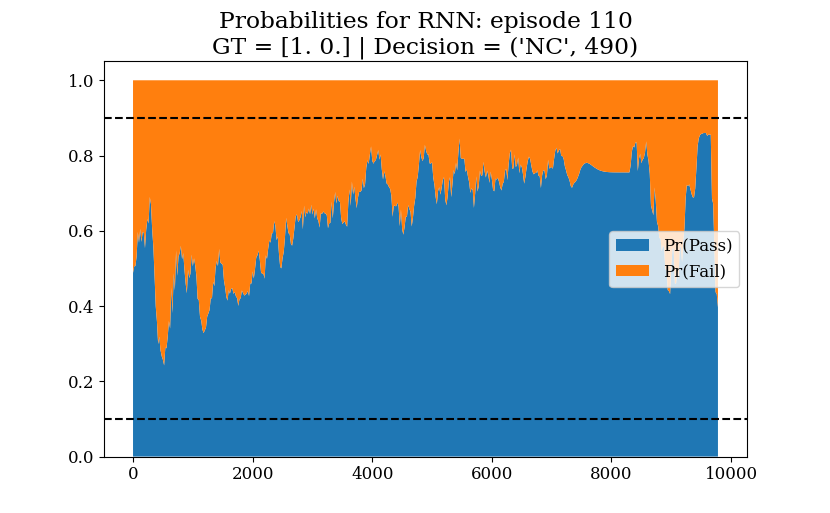 Probabilities for RNN: episode 110
GT = [1. 0.] | Decision = ('NC', 490)
1.0
0.8
0.6
0.4
0.2
0.0
Pr(Pass)
Pr(Fail)
0 2000 4000 6000 8000 10000